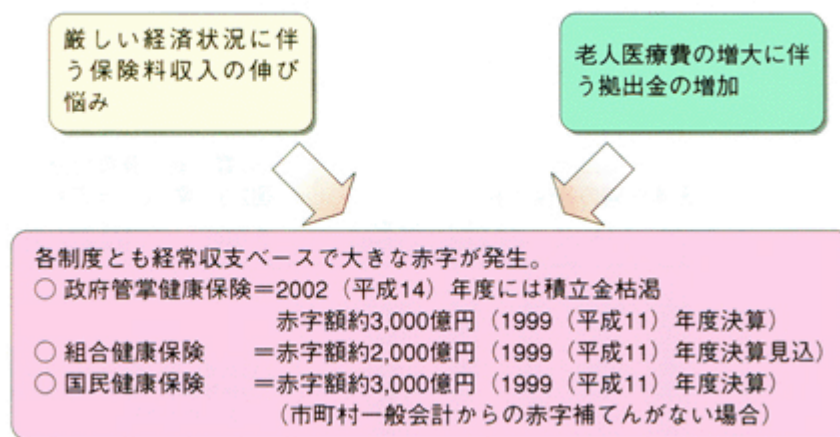 厳しい経済状況に伴
う保険料収入の伸び
悩み
老人医療費の増大に伴
う拠出金の増加
各制度とも経常収支ベースで大きな赤字が発生。
○ 政府管掌健康保険＝2002（平成14）年度には積立金枯渇
赤字額約3,000億円（1999（平成11）年度決算）
○ 組合健康保険　＝赤字額約2,000億円（1999（平成11）年度決算見込）
○ 国民健康保険　＝赤字額約3,000億円（1999（平成11）年度決算）
（市町村一般会計からの赤字補てんがない場合）